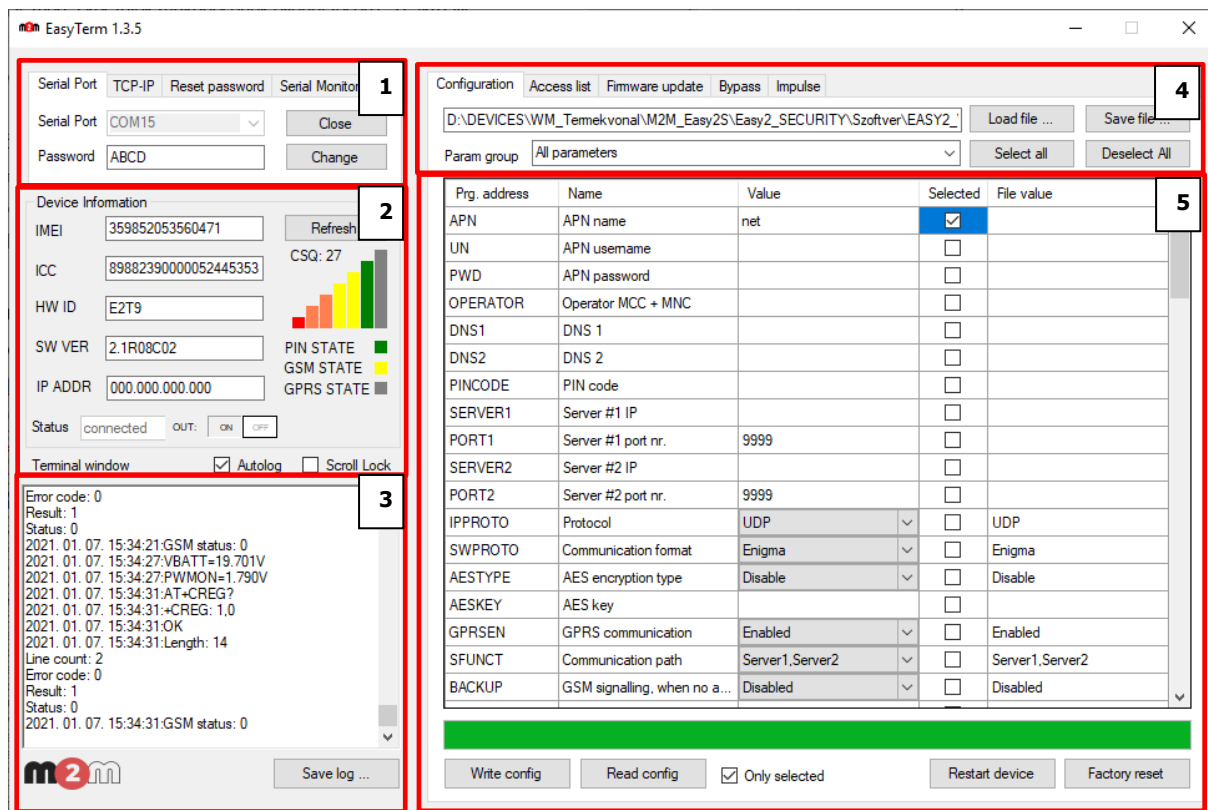 m2m EasyTerm 1.3.5
Serial Port TCP-IP Reset password Serial Monitor 1
Serial Port COM15 Close
Password ABCD Change
Device Information 2
IMEI 359852053560471 Refresh
CSQ: 27
ICC 89882390000052445353
HW ID E2T9
SW VER 2.1R08C02
PIN STATE
GSM STATE
IP ADDR 000.000.000.000 GPRS STATE
Status connected OUT: ON OFF
Terminal window Autolog Scroll Lock
3
Error code: 0
Result: 1
Status: 0
2021. 01. 07. 15:34:21:GSM status: 0
2021. 01. 07. 15:34:27:VBATT=19.701V
2021. 01. 07. 15:34:27:PWMON=1.790V
2021. 01. 07. 15:34:31:AT+CREG?
2021. 01. 07. 15:34:31:+CREG: 1,0
2021. 01. 07. 15:34:31:OK
2021. 01. 07. 15:34:31:Length: 14
Line count: 2
Error code: 0
Result: 1
Status: 0
2021. 01. 07. 15:34:31:GSM status: 0
m2m Save log ...
Configuration Access list Firmware update Bypass Impulse 4
D:\DEVICES\WM_Termekvonal\M2M_Easy2S\Easy2_SECURITY\Szoftver\EASY2_ Load file ... Save file ...
Param group All parameters Select all Deselect All
Prg. address Name Value Selected File value 5
APN APN name net
UN APN username
PWD APN password
OPERATOR Operator MCC + MNC
DNS1 DNS 1
DNS2 DNS 2
PINCODE PIN code
SERVER1 Server #1 IP
PORT1 Server #1 port nr. 9999
SERVER2 Server #2 IP
PORT2 Server #2 port nr. 9999
IPPROTO Protocol UDP UDP
SWPROTO Communication format Enigma Enigma
AESTYPE AES encryption type Disable Disable
AESKEY AES key
GPRSEN GPRS communication Enabled Enabled
SFUNCT Communication path Server1,Server2 Server1,Server2
BACKUP GSM signalling, when no a... Disabled Disabled
Write config Read config Only selected Restart device Factory reset